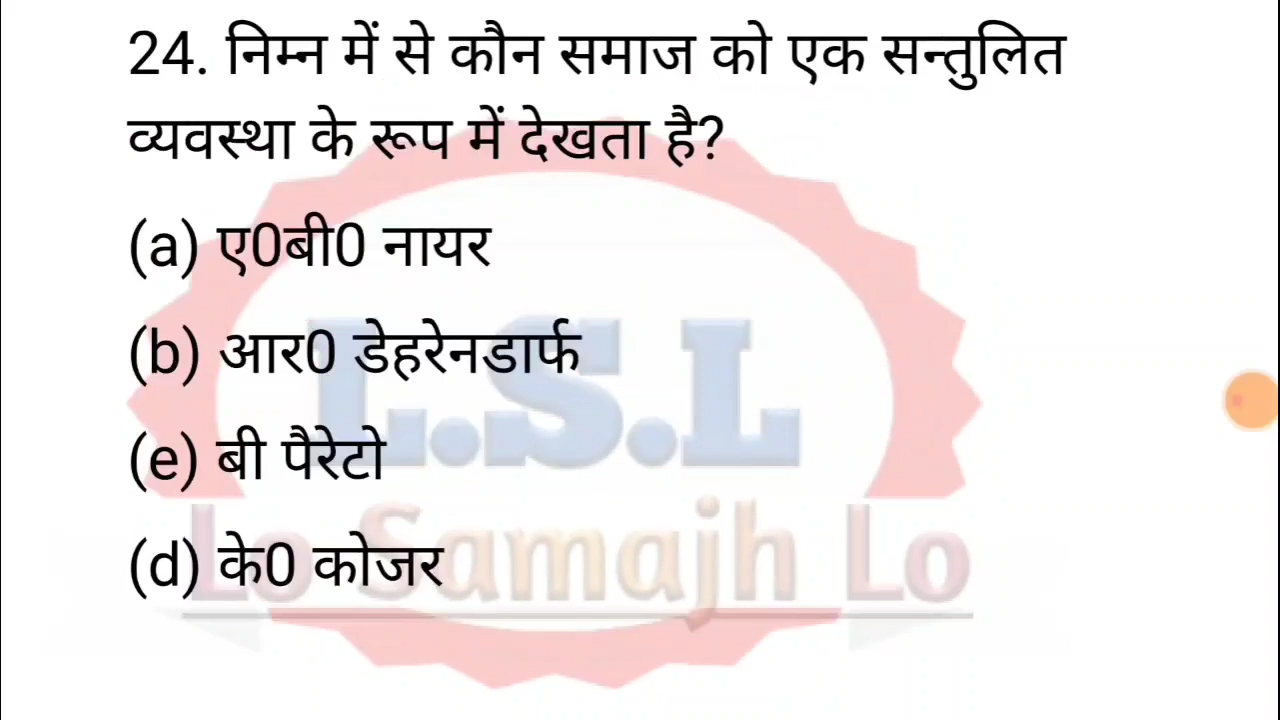 24. निम्न में से कौन समाज को एक सन्तुलित
व्यवस्था के रूप में देखता है?
(a) ए0बी0 नायर
(b) आर0 डेहरेनडार्फ
(e) बी पैरेटो
(d) के0 कोजर
L.S.L
Lo Samajh Lo